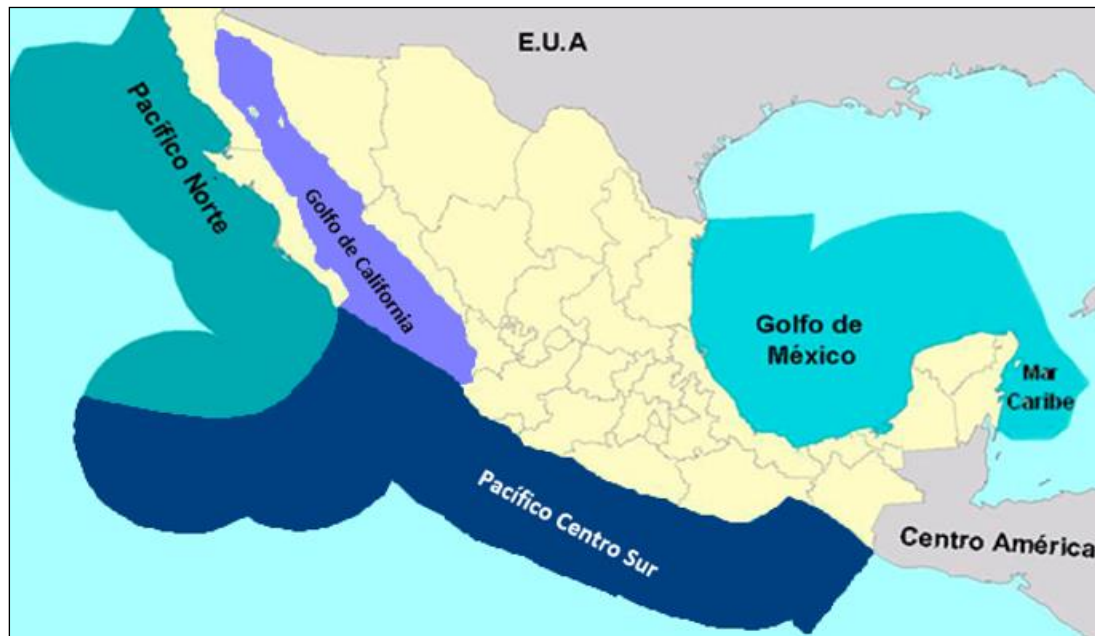 E.U.A
Pacífico Norte
Golfo de California
Golfo de
México
Mar
Caribe
Pacífico Centro Sur
Centro América